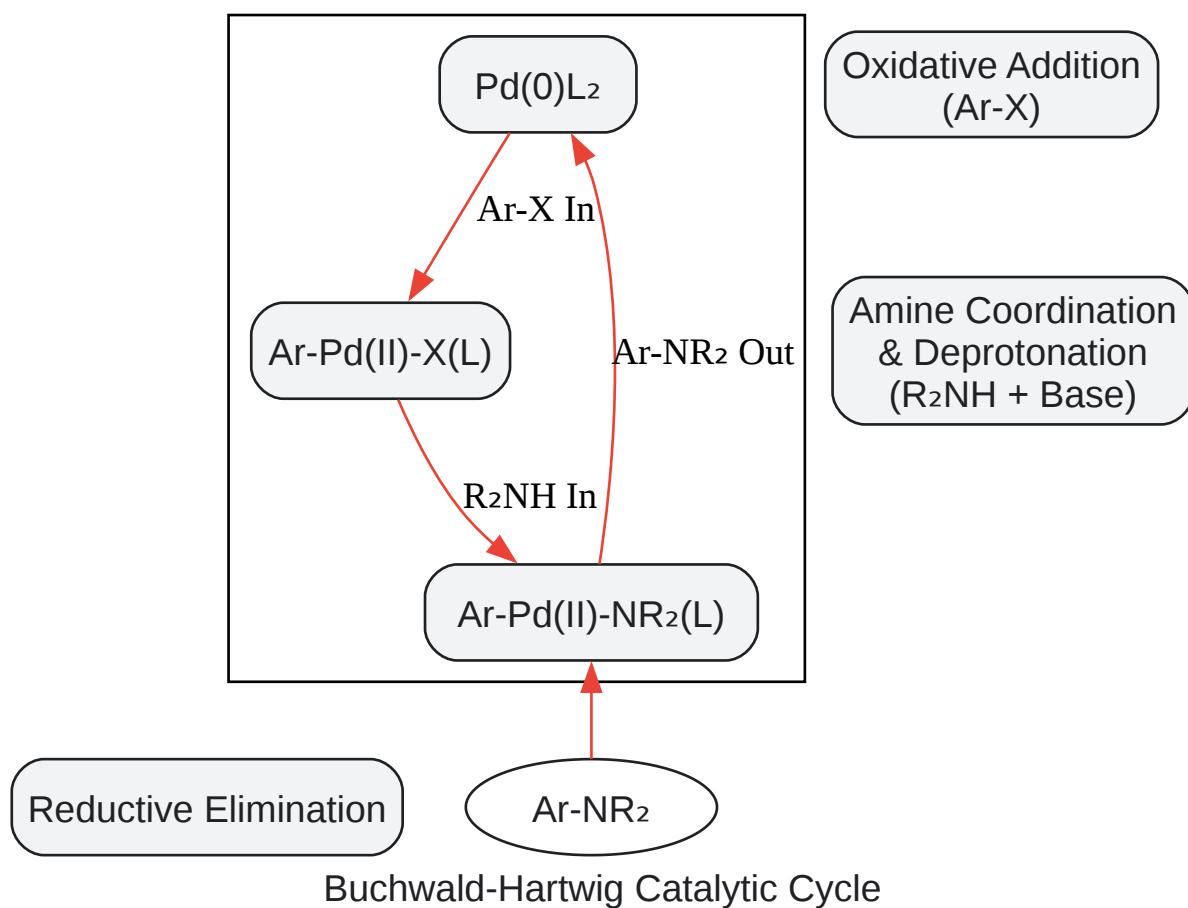 Pd(0)L₂
Oxidative Addition
(Ar-X)
Ar-X In
Ar-Pd(II)-X(L)
Ar-NR₂ Out
Amine Coordination
& Deprotonation
(R₂NH + Base)
R₂NH In
Ar-Pd(II)-NR₂(L)
Reductive Elimination
Ar-NR₂
Buchwald-Hartwig Catalytic Cycle